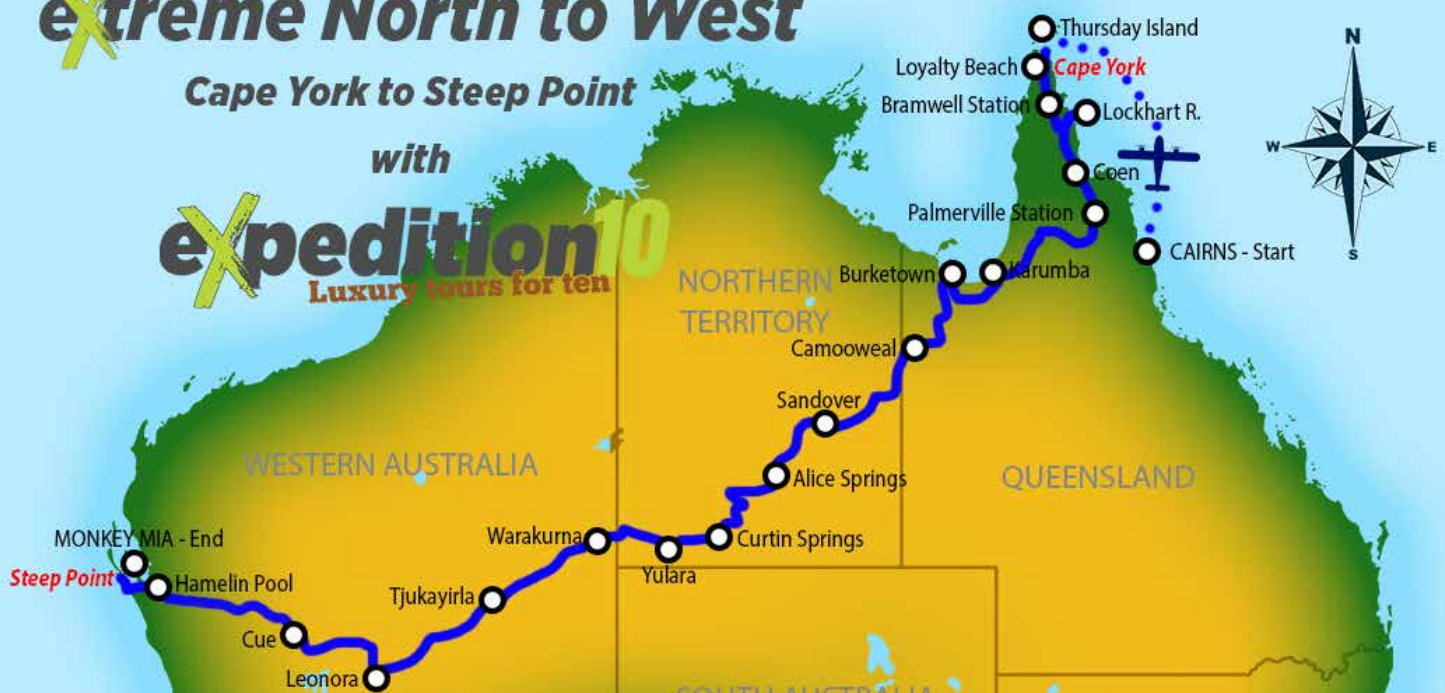 eXtreme North to West
Cape York to Steep Point
with
eXpedition10
Luxury tours for ten
Thursday Island
Loyalty Beach
Cape York
Bramwell Station
Lockhart R.
Coen
Palmerville Station
CAIRNS - Start
Burketown
Karumba
NORTHERN
TERRITORY
Camooweal
Sandover
WESTERN AUSTRALIA
QUEENSLAND
Alice Springs
Warakurna
Curtin Springs
Yulara
MONKEY MIA - End
Steep Point
Hamelin Pool
Tjukayirla
Cue
Leonora
SOUTH AUSTRALIA
N
W
E
S